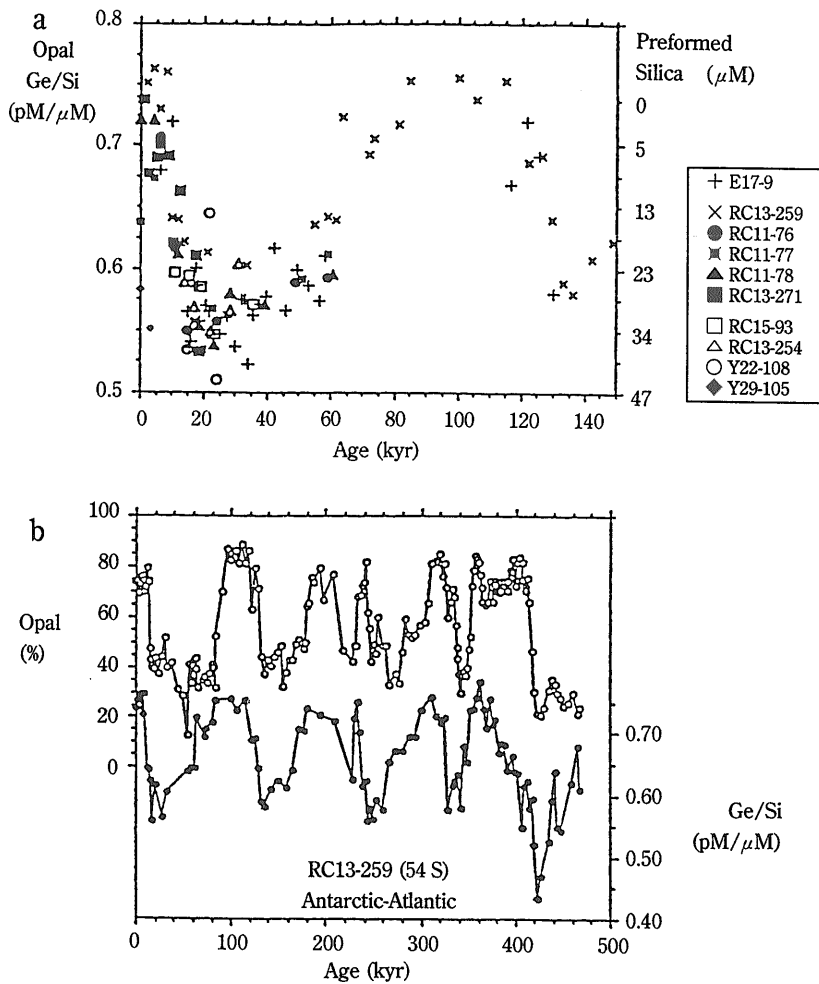 a
Opal
Ge/Si
(pM/μM)
0.8
0.7
0.6
0.5
0 20 40 60 80 100 120 140
Age (kyr)
Preformed
Silica (μM)
0
5
13
23
34
47
E17-9
RC13-259
RC11-76
RC11-77
RC11-78
RC13-271
RC15-93
RC13-254
Y22-108
Y29-105
b
Opal
(%)
100
80
60
40
20
0
0.70
0.60
0.50
0.40
Ge/Si
(pM/μM)
RC13-259 (54 S)
Antarctic-Atlantic
0 100 200 300 400 500
Age (kyr)